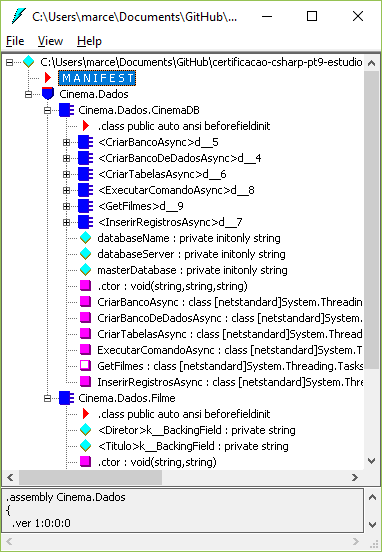 C:\Users\marce\Documents\GitHub\...
File View Help
C:\Users\marce\Documents\GitHub\certificacao-csharp-pt9-estudio
M A N I F E S T
Cinema.Dados
Cinema.Dados.CinemaDB
.class public auto ansi beforefieldinit
<CriarBancoAsync>d__5
<CriarBancoDeDadosAsync>d__4
<CriarTabelasAsync>d__6
<ExecutarComandoAsync>d__8
<GetFilmes>d__9
<InserirRegistrosAsync>d__7
databaseName : private initonly string
databaseServer : private initonly string
masterDatabase : private initonly string
.ctor : void(string,string,string)
CriarBancoAsync : class [netstandard]System.Threading
CriarBancoDeDadosAsync : class [netstandard]System.
CriarTabelasAsync : class [netstandard]System.Thread
ExecutarComandoAsync : class [netstandard]System.T
GetFilmes : class [netstandard]System.Threading.Tasks
InserirRegistrosAsync : class [netstandard]System.Thre
Cinema.Dados.Filme
.class public auto ansi beforefieldinit
<Diretor>k__BackingField : private string
<Titulo>k__BackingField : private string
.ctor : void(string,string)
.assembly Cinema.Dados
{
.ver 1:0:0:0